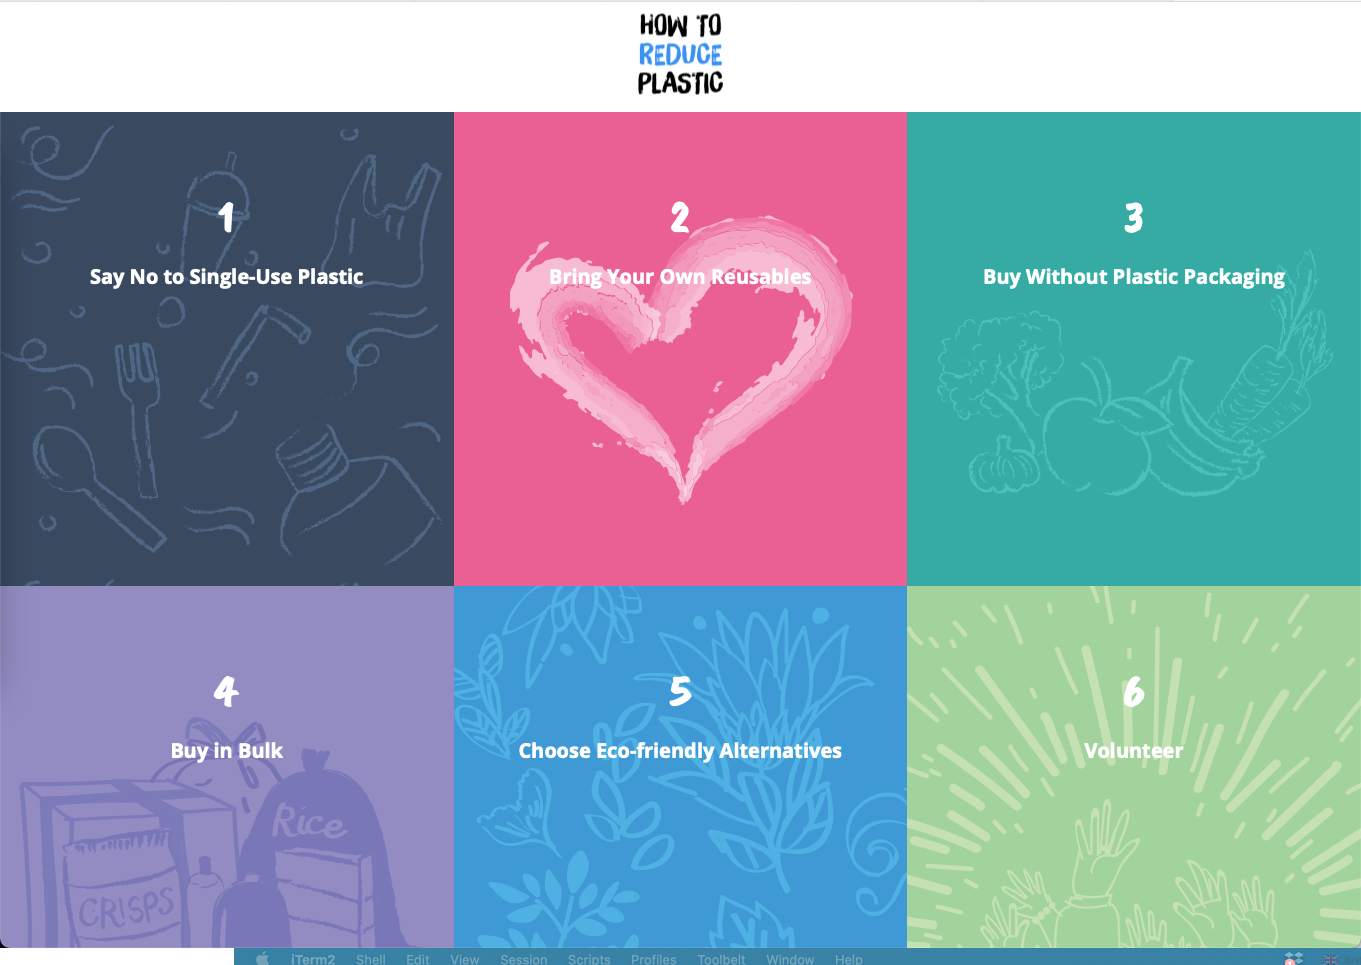 HOW TO
REDUCE
PLASTIC
1
Say No to Single-Use Plastic
2
Bring Your Own Reusables
3
Buy Without Plastic Packaging
4
Buy in Bulk
Rice
CRISPS
5
Choose Eco-friendly Alternatives
6
Volunteer
iTerm2 Shell Edit View Session Scripts Profiles Toolbelt Window Help